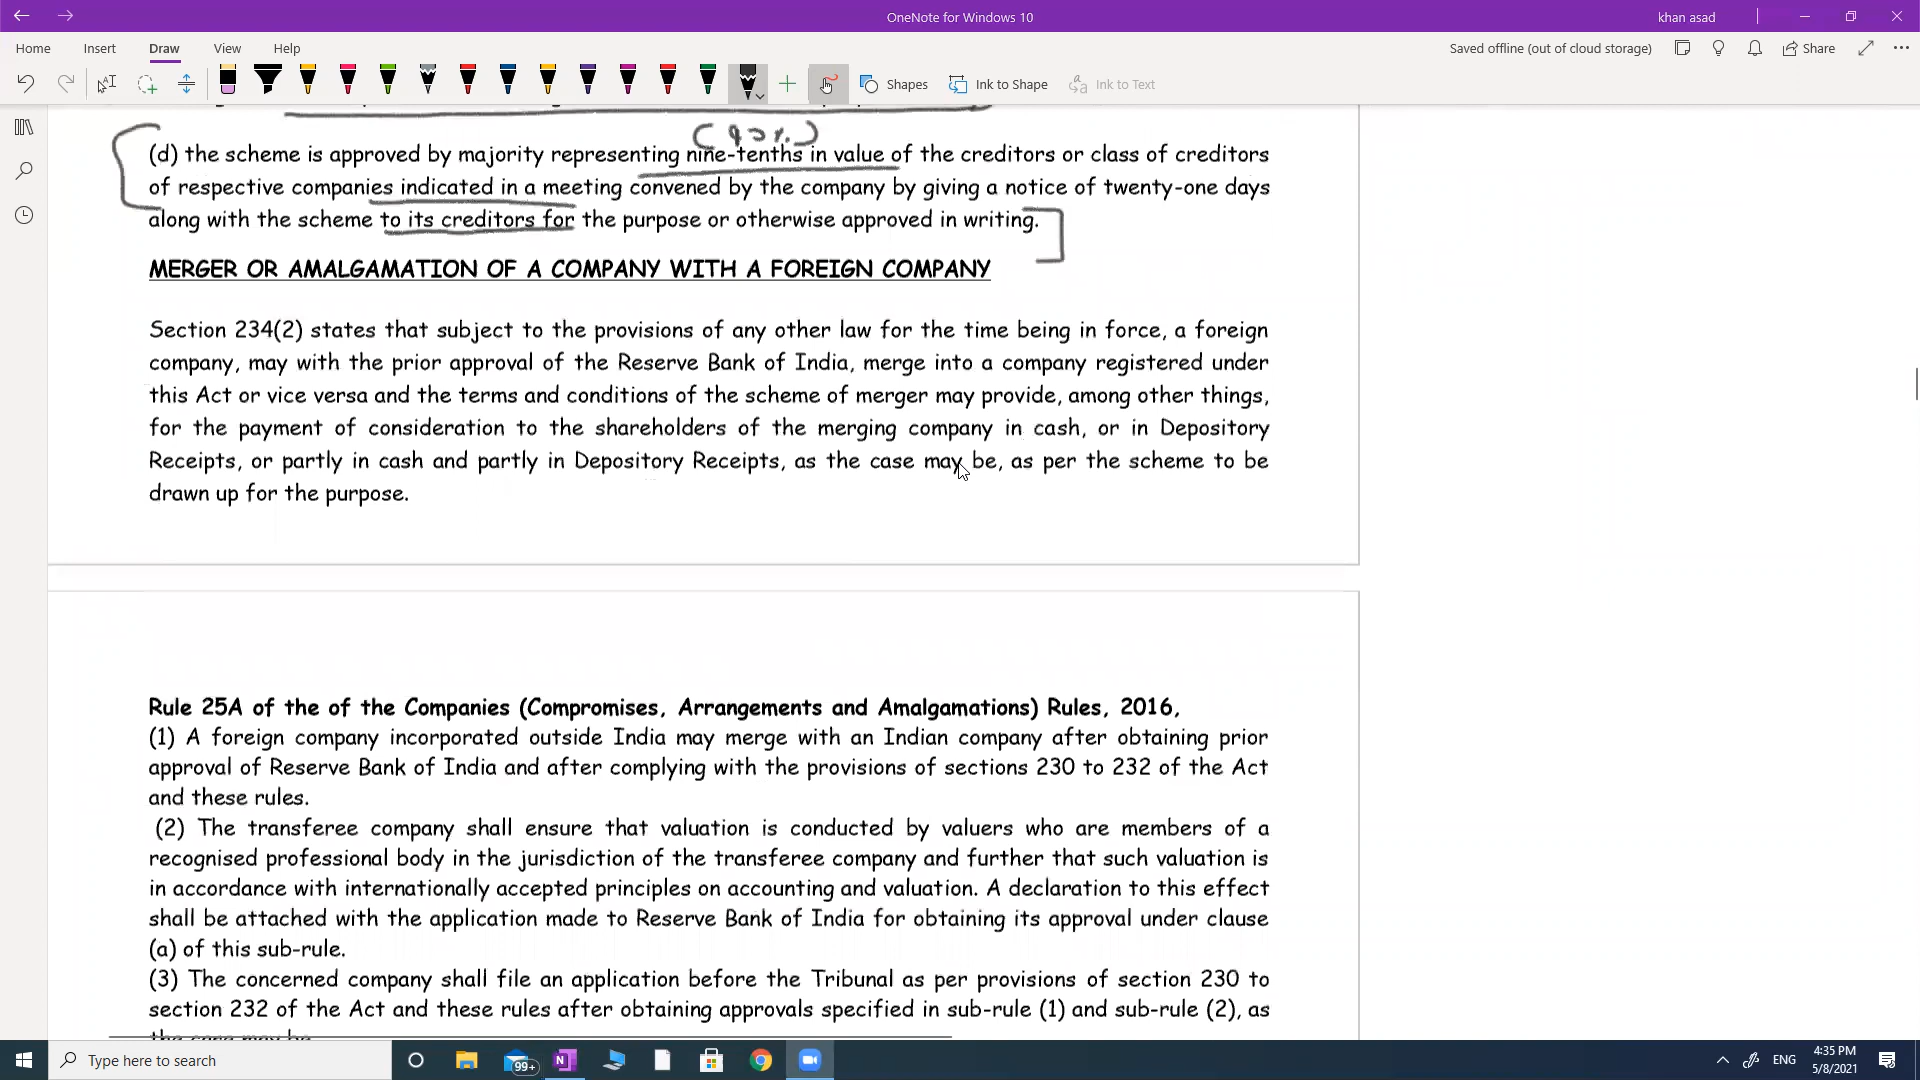 OneNote for Windows 10
khan asad
Home Insert Draw View Help
Saved offline (out of cloud storage)
Share
Shapes
Ink to Shape
Ink to Text
(90%)
(d) the scheme is approved by majority representing nine-tenths in value of the creditors or class of creditors
of respective companies indicated in a meeting convened by the company by giving a notice of twenty-one days
along with the scheme to its creditors for the purpose or otherwise approved in writing.
MERGER OR AMALGAMATION OF A COMPANY WITH A FOREIGN COMPANY
Section 234(2) states that subject to the provisions of any other law for the time being in force, a foreign
company, may with the prior approval of the Reserve Bank of India, merge into a company registered under
this Act or vice versa and the terms and conditions of the scheme of merger may provide, among other things,
for the payment of consideration to the shareholders of the merging company in cash, or in Depository
Receipts, or partly in cash and partly in Depository Receipts, as the case may be, as per the scheme to be
drawn up for the purpose.
Rule 25A of the of the Companies (Compromises, Arrangements and Amalgamations) Rules, 2016,
(1) A foreign company incorporated outside India may merge with an Indian company after obtaining prior
approval of Reserve Bank of India and after complying with the provisions of sections 230 to 232 of the Act
and these rules.
(2) The transferee company shall ensure that valuation is conducted by valuers who are members of a
recognised professional body in the jurisdiction of the transferee company and further that such valuation is
in accordance with internationally accepted principles on accounting and valuation. A declaration to this effect
shall be attached with the application made to Reserve Bank of India for obtaining its approval under clause
(a) of this sub-rule.
(3) The concerned company shall file an application before the Tribunal as per provisions of section 230 to
section 232 of the Act and these rules after obtaining approvals specified in sub-rule (1) and sub-rule (2), as
the case may be.
Type here to search
99+
ENG
4:35 PM
5/8/2021